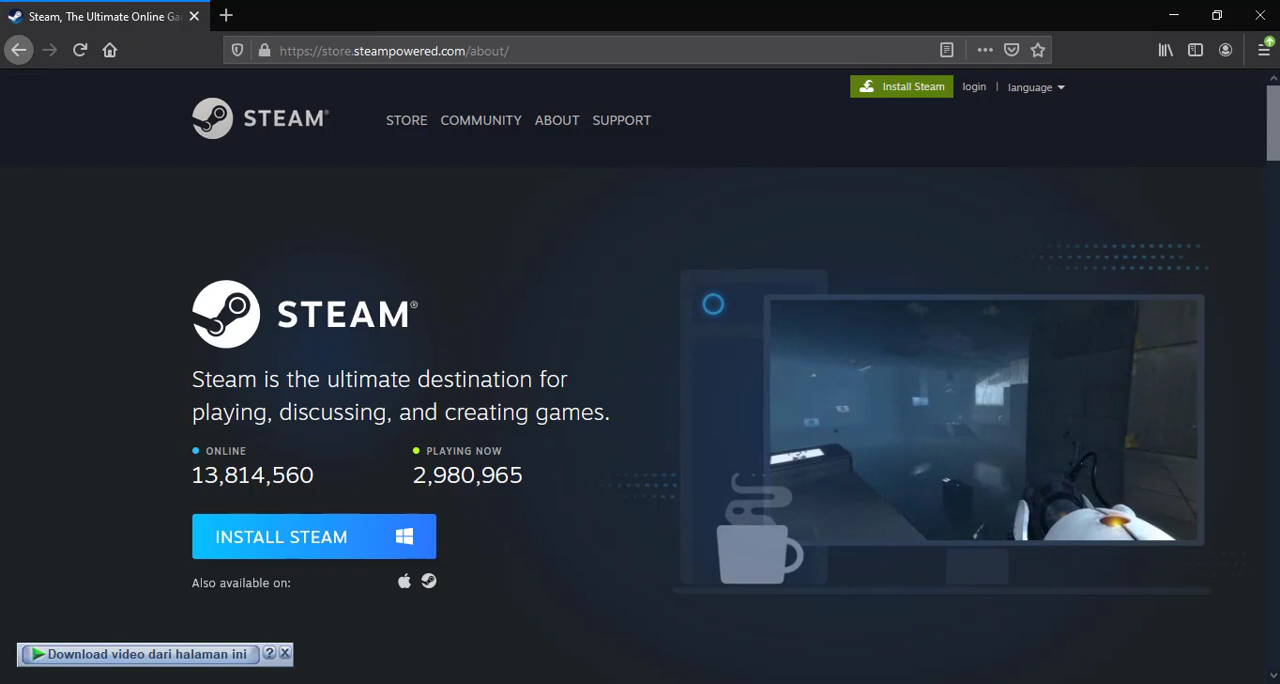 Steam, The Ultimate Online Ga
https://store.steampowered.com/about/
Install Steam
login
|
language
STEAM®
STORE
COMMUNITY
ABOUT
SUPPORT
STEAM®
Steam is the ultimate destination for
playing, discussing, and creating games.
ONLINE
PLAYING NOW
13,814,560
2,980,965
INSTALL STEAM
Also available on:
Download video dari halaman ini
?
X